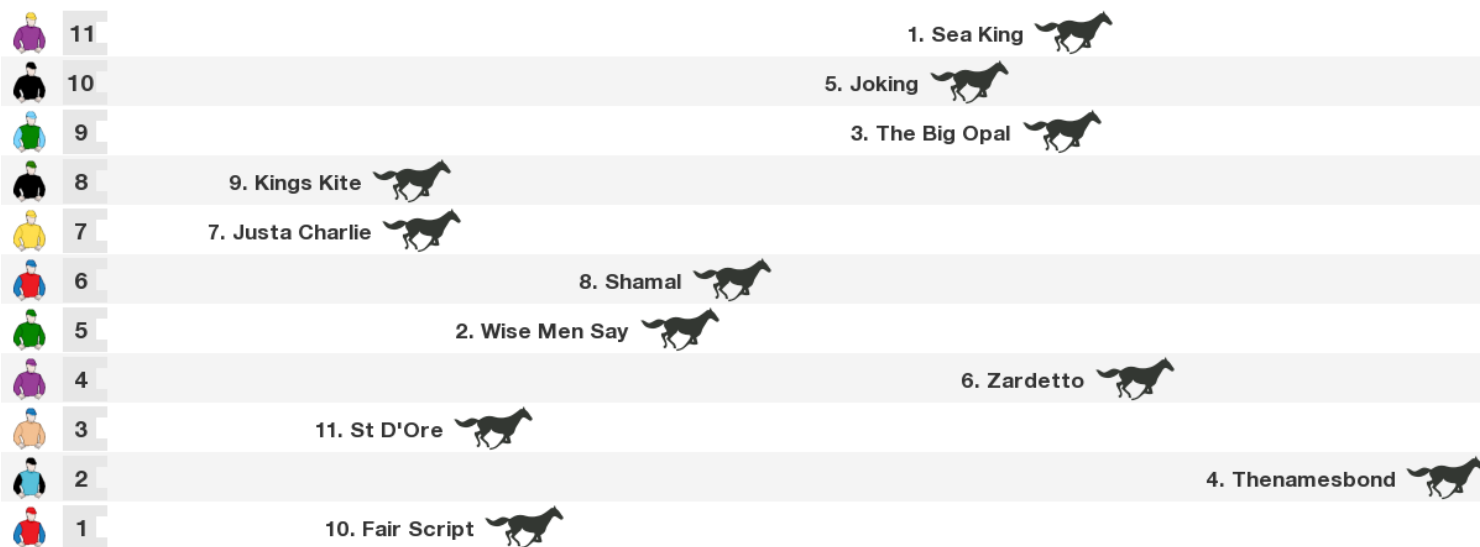 11 1. Sea King
10 5. Joking
9 3. The Big Opal
8 9. Kings Kite
7 7. Justa Charlie
6 8. Shamal
5 2. Wise Men Say
4 6. Zardetto
3 11. St D'Ore
2 4. Thenamesbond
1 10. Fair Script